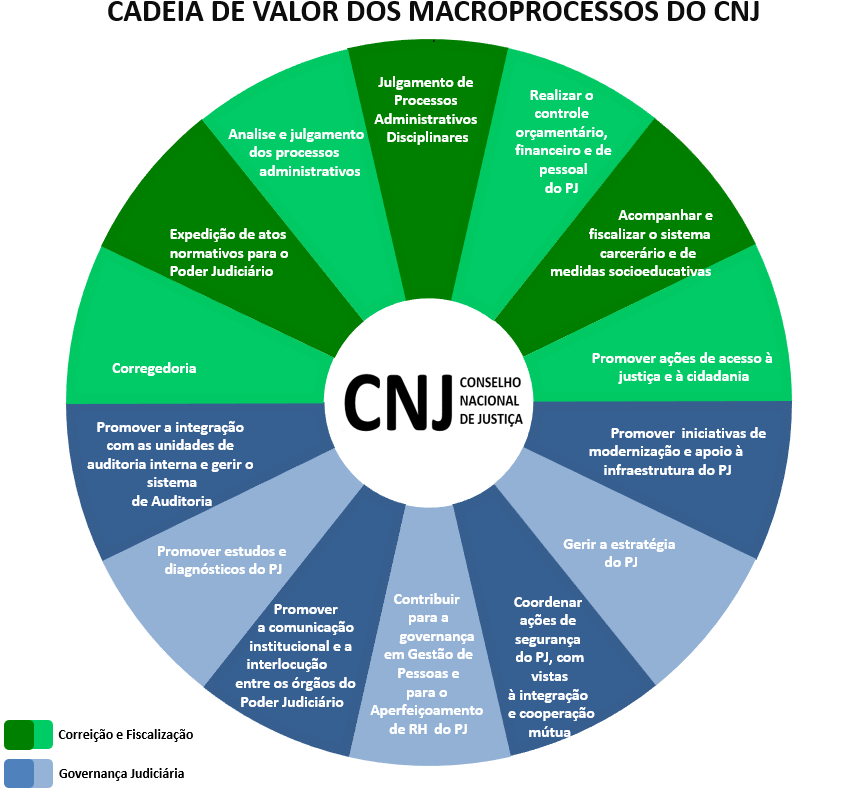 CADEIA DE VALOR DOS MACROPROCESSOS DO CNJ
Julgamento de
Processos
Administrativos
Disciplinares
Realizar o
controle
orçamentário,
financeiro e de
pessoal
do PJ
Acompanhar e
fiscalizar o sistema
carcerário e de
medidas socioeducativas
Promover ações de acesso à
justiça e à cidadania
Promover iniciativas de
modernização e apoio à
infraestrutura do PJ
Gerir a estratégia
do PJ
Coordenar
ações de
segurança
do PJ, com
vistas
à integração
e cooperação
mútua
Contribuir
para a
governança
em Gestão de
Pessoas e
para o
Aperfeiçoamento
de RH do PJ
Promover
a comunicação
institucional e a
interlocução
entre os órgãos do
Poder Judiciário
Promover estudos e
diagnósticos do PJ
Promover a integração
com as unidades de
auditoria interna e gerir o
sistema
de Auditoria
Corregedoria
Expedição de atos
normativos para o
Poder Judiciário
Analise e julgamento
dos processos
administrativos
CNJ
CONSELHO
NACIONAL
DE JUSTIÇA
Correição e Fiscalização
Governança Judiciária